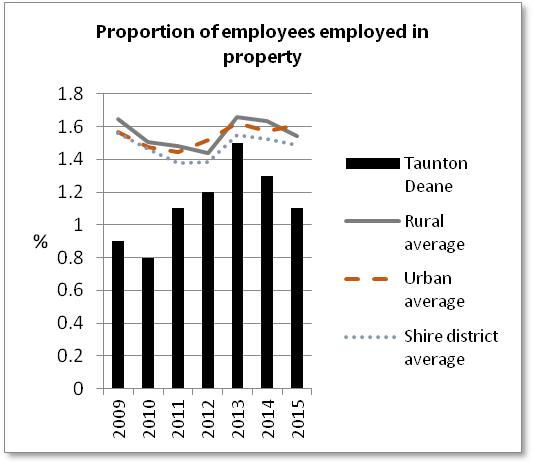 Proportion of employees employed in
property
1.8
1.6
1.4
1.2
1
0.8
0.6
0.4
0.2
0
%
2009
2010
2011
2012
2013
2014
2015
Taunton
Deane
Rural
average
Urban
average
Shire district
average